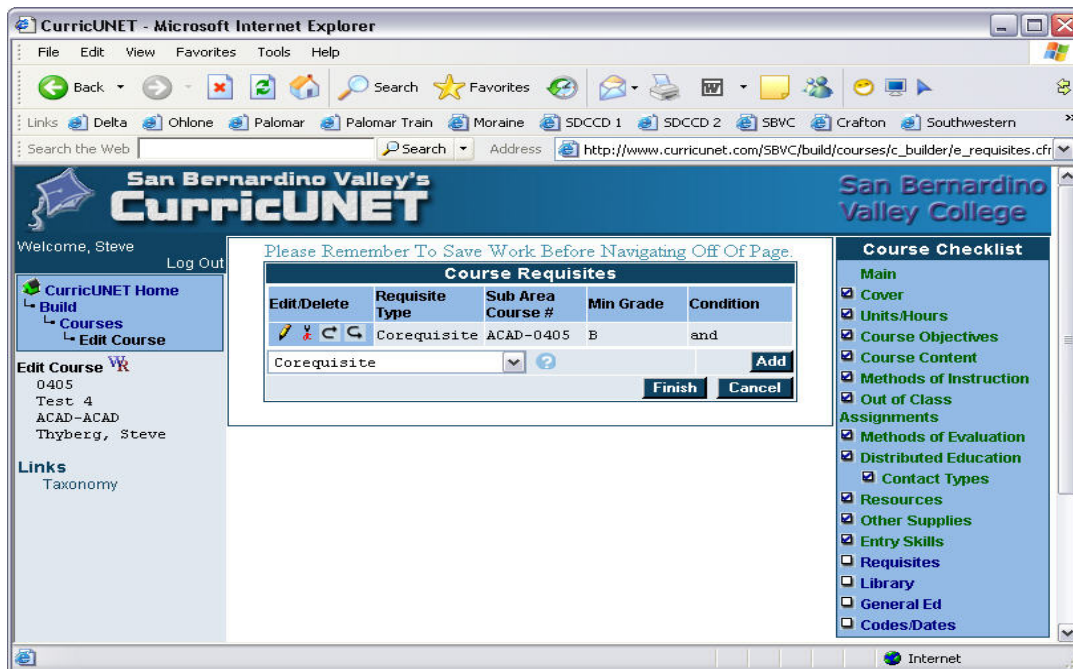 CurricUNET - Microsoft Internet Explorer
File Edit View Favorites Tools Help
Back Search Favorites
Links Delta Ohlone Palomar Palomar Train Moraine SDCCD 1 SDCCD 2 SBVC Crafton Southwestern
Search the Web Search Address http://www.curricunet.com/SBVC/build/courses/c_builder/e_requisites.cfr
San Bernardino Valley's
CurricUNET
San Bernardino
Valley College
Welcome, Steve
Log Out
CurricUNET Home
Build
Courses
Edit Course
Edit Course WR
0405
Test 4
ACAD-ACAD
Thyberg, Steve
Links
Taxonomy
Please Remember To Save Work Before Navigating Off Of Page.
Course Requisites
Edit/Delete Requisite Type Sub Area Course # Min Grade Condition
Corequisite ACAD-0405 B and
Corequisite ? Add
Finish Cancel
Course Checklist
Main
Cover
Units/Hours
Course Objectives
Course Content
Methods of Instruction
Out of Class
Assignments
Methods of Evaluation
Distributed Education
Contact Types
Resources
Other Supplies
Entry Skills
Requisites
Library
General Ed
Codes/Dates
Internet